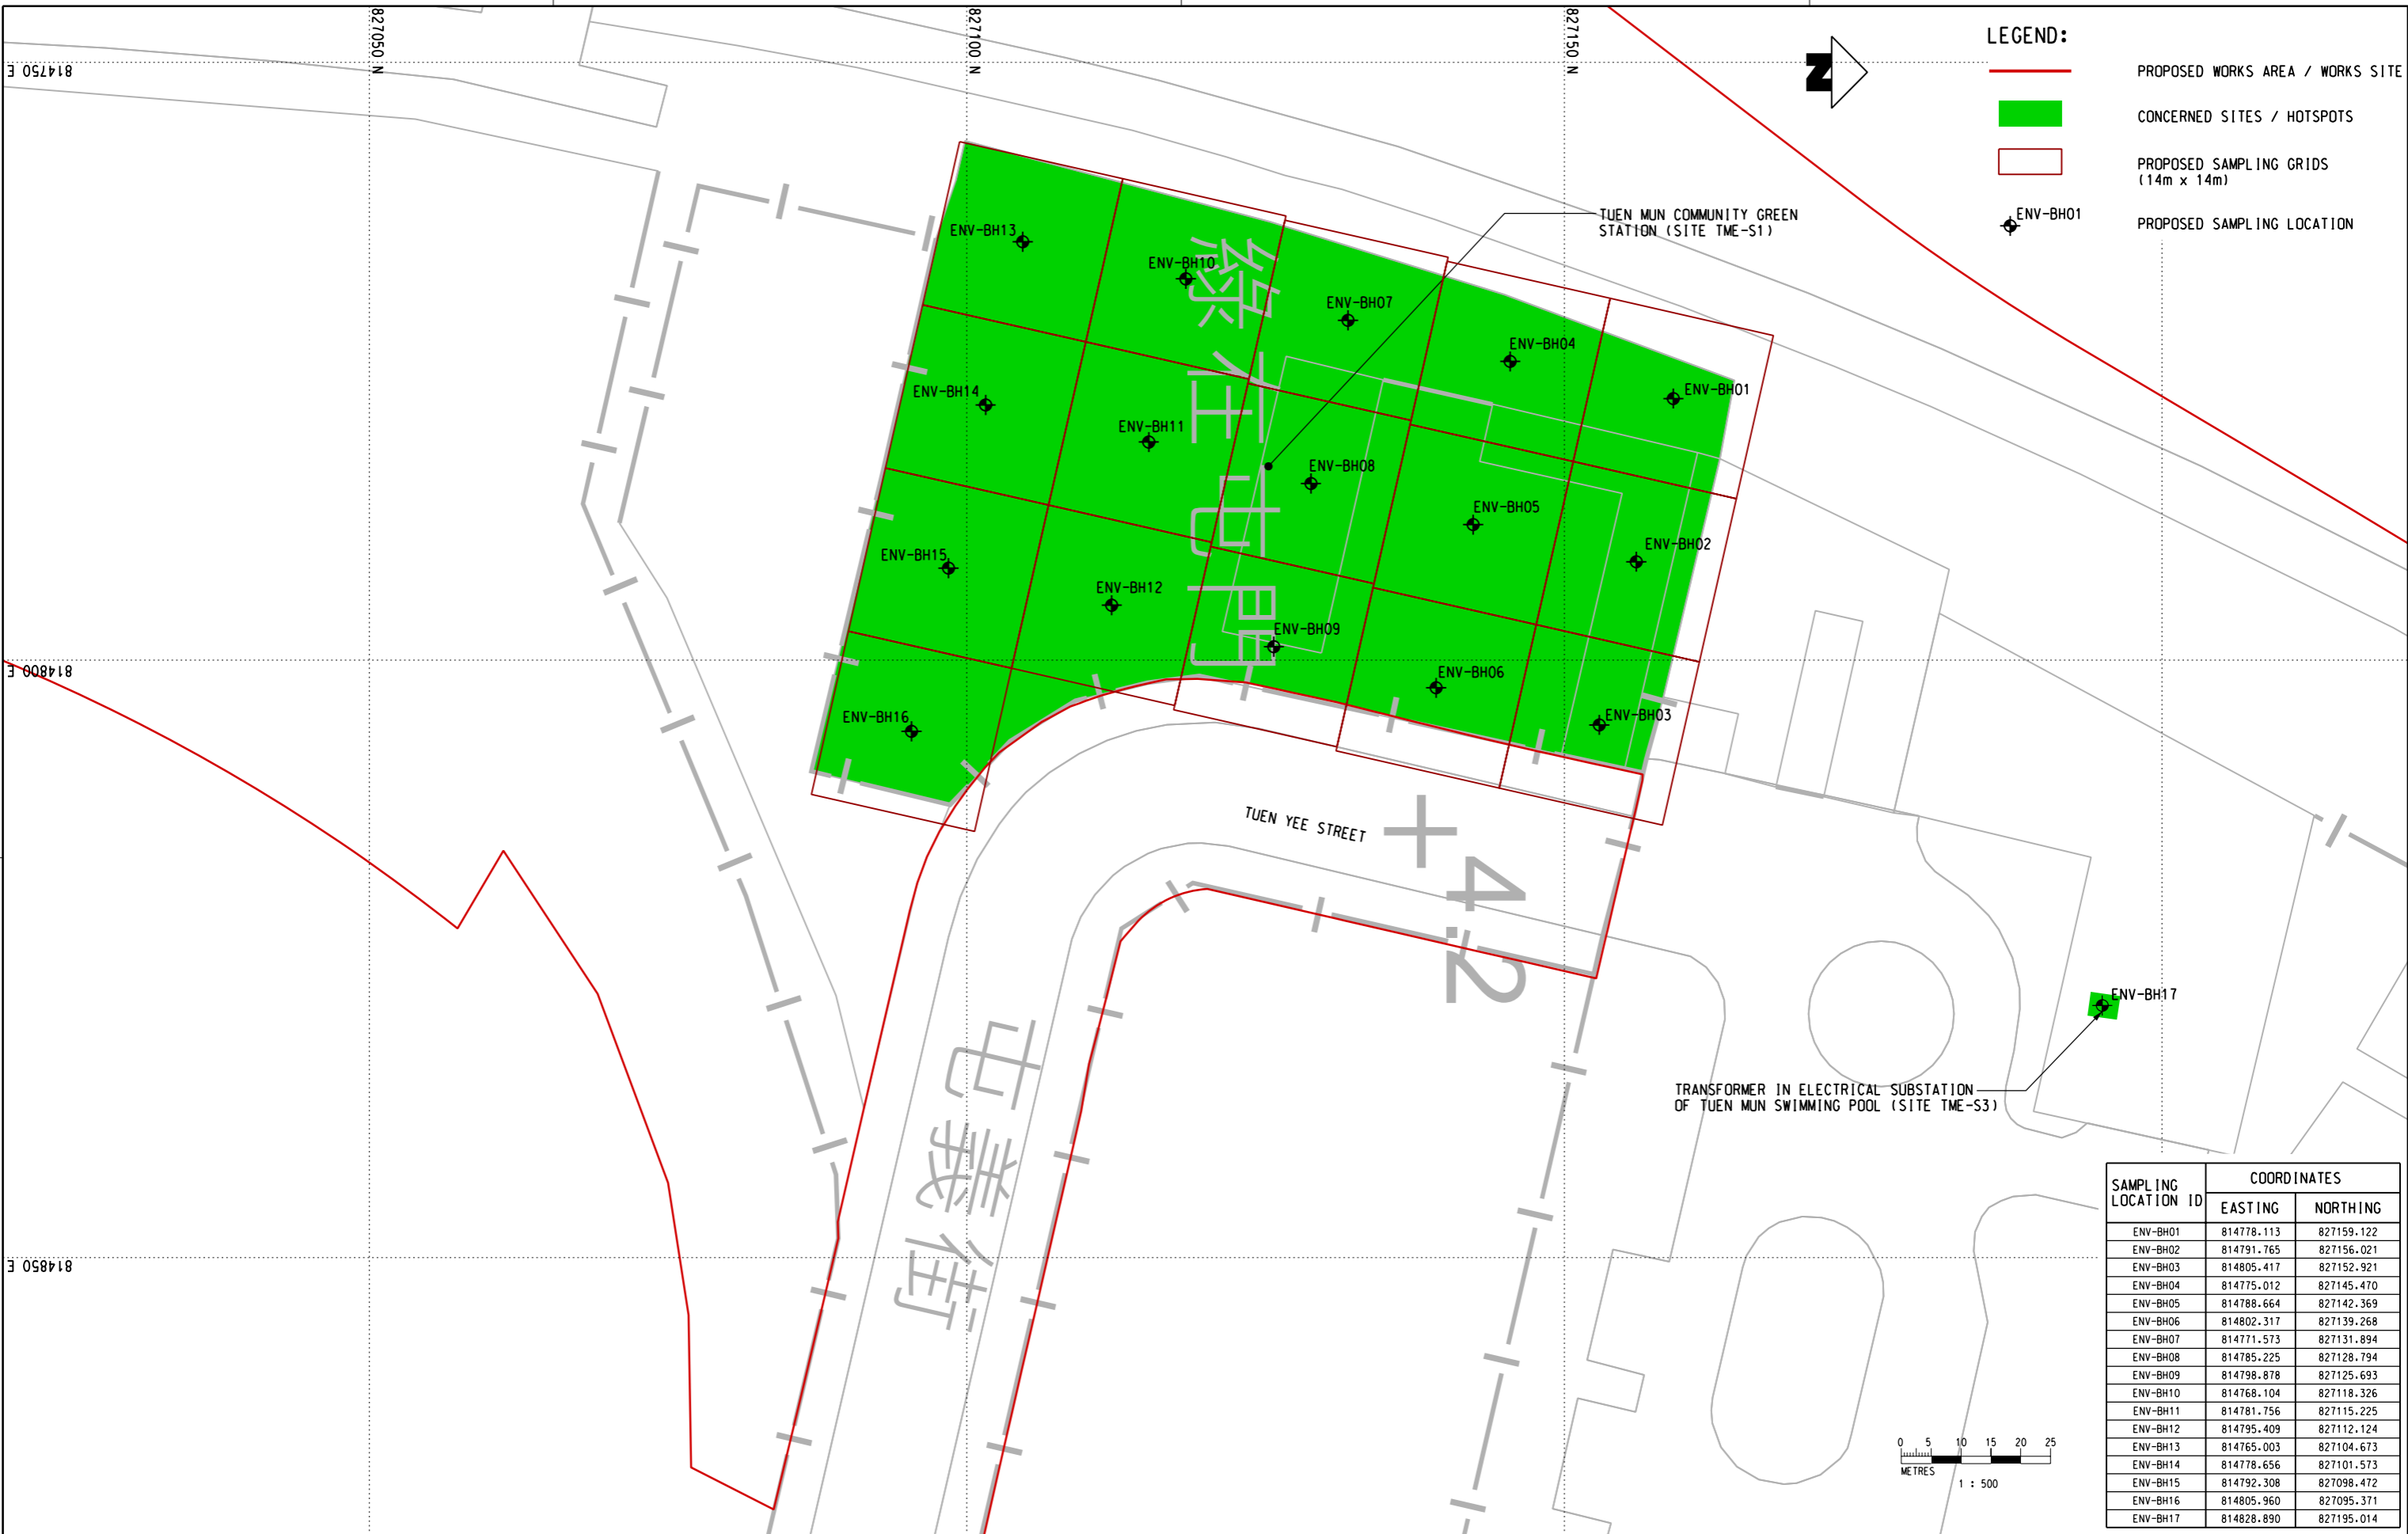 827050 N
827100 N
827150 N
814750 E
814800 E
814850 E
N
LEGEND:
PROPOSED WORKS AREA / WORKS SITE
CONCERNED SITES / HOTSPOTS
PROPOSED SAMPLING GRIDS
(14m x 14m)
ENV-BH01
PROPOSED SAMPLING LOCATION
TUEN MUN COMMUNITY GREEN
STATION (SITE TME-S1)
ENV-BH13
ENV-BH10
ENV-BH07
ENV-BH04
ENV-BH01
ENV-BH14
ENV-BH11
ENV-BH08
ENV-BH05
ENV-BH02
ENV-BH15
ENV-BH12
ENV-BH09
ENV-BH06
ENV-BH03
ENV-BH16
綠在屯門
TUEN YEE STREET
+ 4.2
屯義街
ENV-BH17
TRANSFORMER IN ELECTRICAL SUBSTATION
OF TUEN MUN SWIMMING POOL (SITE TME-S3)
0 5 10 15 20 25
METRES
1 : 500
SAMPLING LOCATION ID COORDINATES
EASTING NORTHING
ENV-BH01 814778.113 827159.122
ENV-BH02 814791.765 827156.021
ENV-BH03 814805.417 827152.921
ENV-BH04 814775.012 827145.470
ENV-BH05 814788.664 827142.369
ENV-BH06 814802.317 827139.268
ENV-BH07 814771.573 827131.894
ENV-BH08 814785.225 827128.794
ENV-BH09 814798.878 827125.693
ENV-BH10 814768.104 827118.326
ENV-BH11 814781.756 827115.225
ENV-BH12 814795.409 827112.124
ENV-BH13 814765.003 827104.673
ENV-BH14 814778.656 827101.573
ENV-BH15 814792.308 827098.472
ENV-BH16 814805.960 827095.371
ENV-BH17 814828.890 827195.014